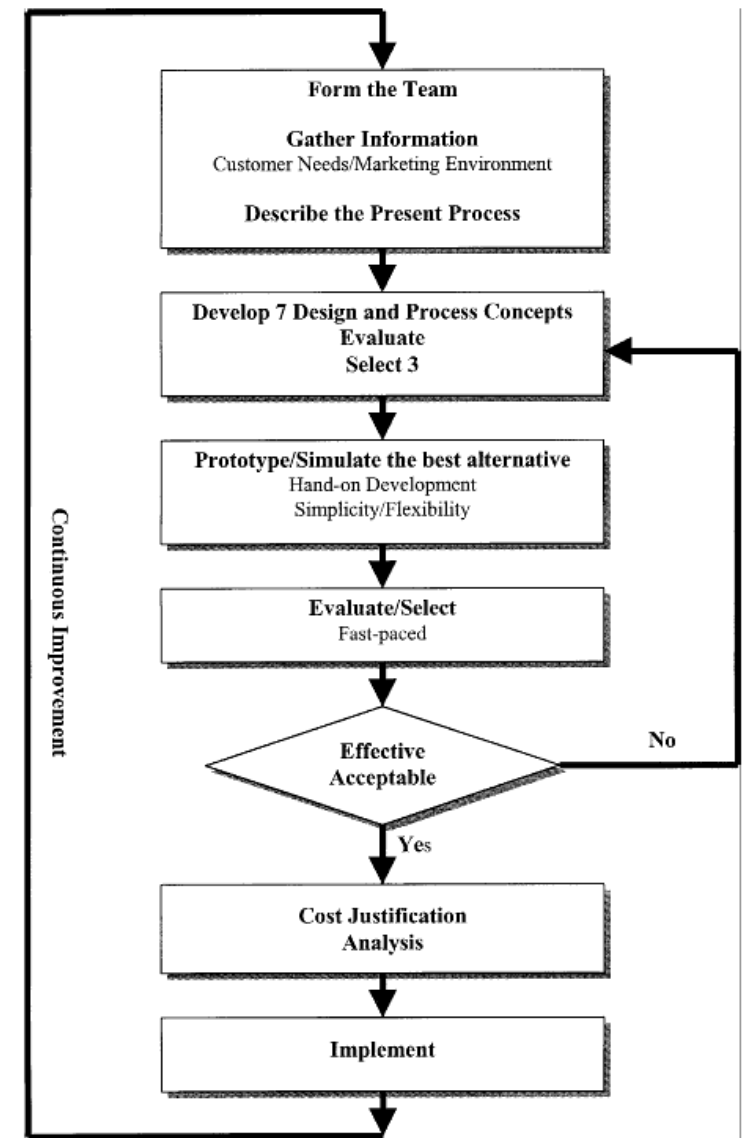 Form the Team
Gather Information
Customer Needs/Marketing Environment
Describe the Present Process
Develop 7 Design and Process Concepts
Evaluate
Select 3
Prototype/Simulate the best alternative
Hand-on Development
Simplicity/Flexibility
Continuous Improvement
Evaluate/Select
Fast-paced
Effective
Acceptable
No
Yes
Cost Justification
Analysis
Implement